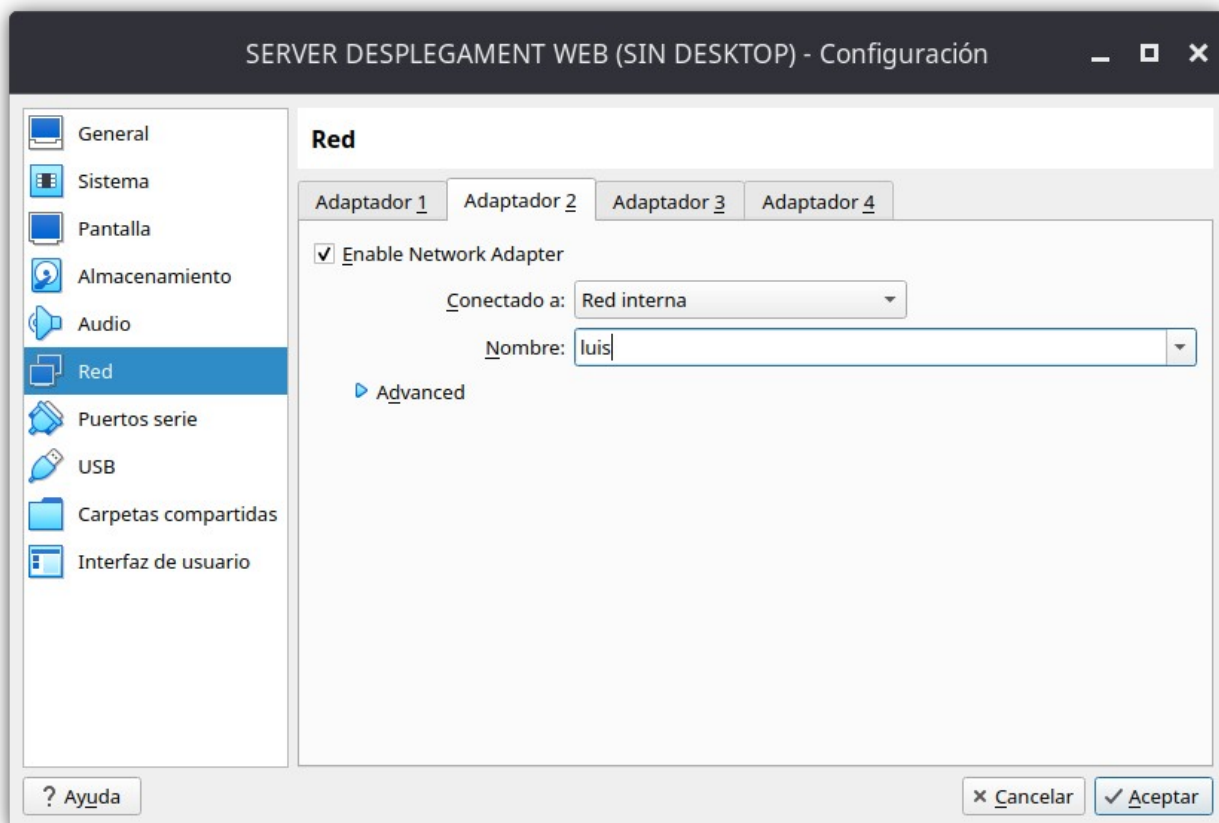 SERVER DESPLEGAMENT WEB (SIN DESKTOP) - Configuración
General
Sistema
Pantalla
Almacenamiento
Audio
Red
Puertos serie
USB
Carpetas compartidas
Interfaz de usuario
Red
Adaptador 1 Adaptador 2 Adaptador 3 Adaptador 4
Enable Network Adapter
Conectado a: Red interna
Nombre: luis
Advanced
? Ayuda Cancelar Aceptar